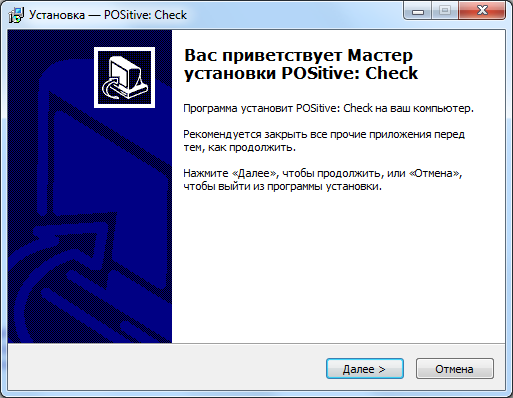 Установка — POSitive: Check
Вас приветствует Мастер
установки POSitive: Check
Программа установит POSitive: Check на ваш компьютер.
Рекомендуется закрыть все прочие приложения перед
тем, как продолжить.
Нажмите «Далее», чтобы продолжить, или «Отмена»,
чтобы выйти из программы установки.
Далее >
Отмена